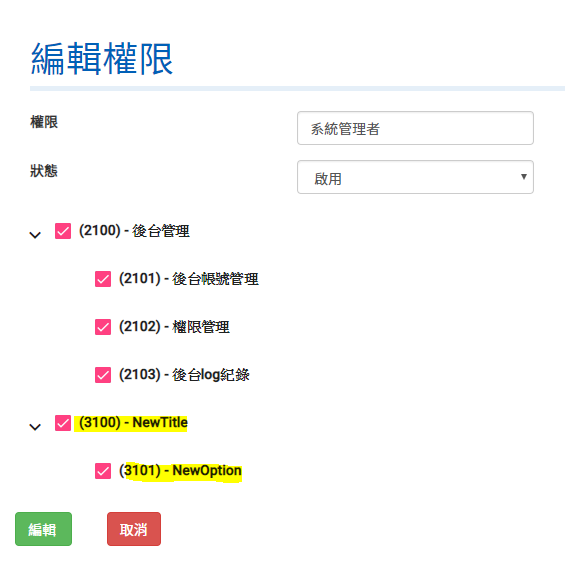 編輯權限
權限
系統管理者
狀態
啟用
(2100) - 後台管理
(2101) - 後台帳號管理
(2102) - 權限管理
(2103) - 後台log紀錄
(3100) - NewTitle
(3101) - NewOption
編輯
取消